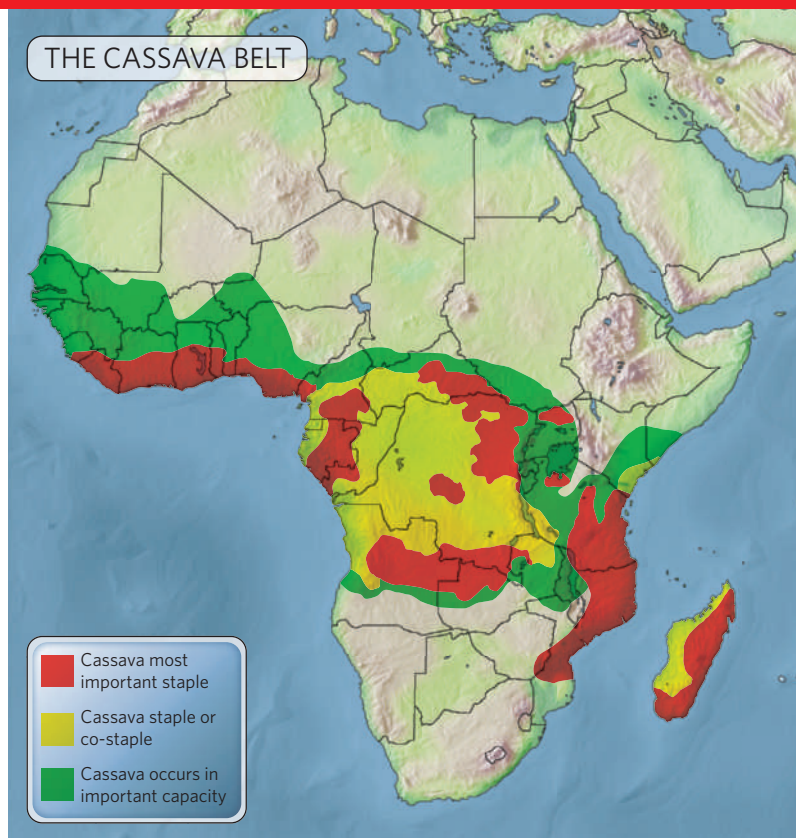 THE CASSAVA BELT
Cassava most
important staple
Cassava staple or
co-staple
Cassava occurs in
important capacity